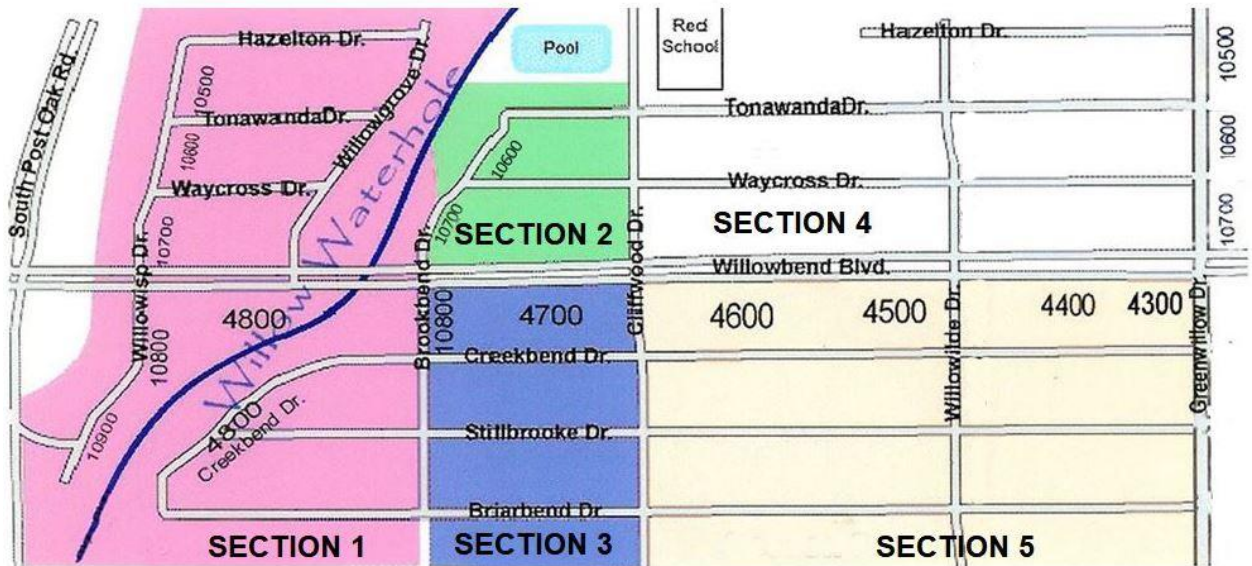 South Post Oak Rd.
Hazelton Dr.
10500
TonawandaDr.
10600
Waycross Dr.
Willowgrove Dr.
Willow Waterhole
10700
Willowisp Dr.
10800
10900
4800
4800
Creekbend Dr.
SECTION 1
Pool
10600
10700
SECTION 2
Brookbend Dr.
10800
4700
Creekbend Dr.
Stillbrooke Dr.
Briarbend Dr.
SECTION 3
Cliffwood Dr.
Red
School
Hazelton Dr.
TonawandaDr.
Waycross Dr.
SECTION 4
Willowbend Blvd.
4600
4500
4400
4300
Willowilde Dr.
Greenwillow Dr.
10500
10600
10700
SECTION 5